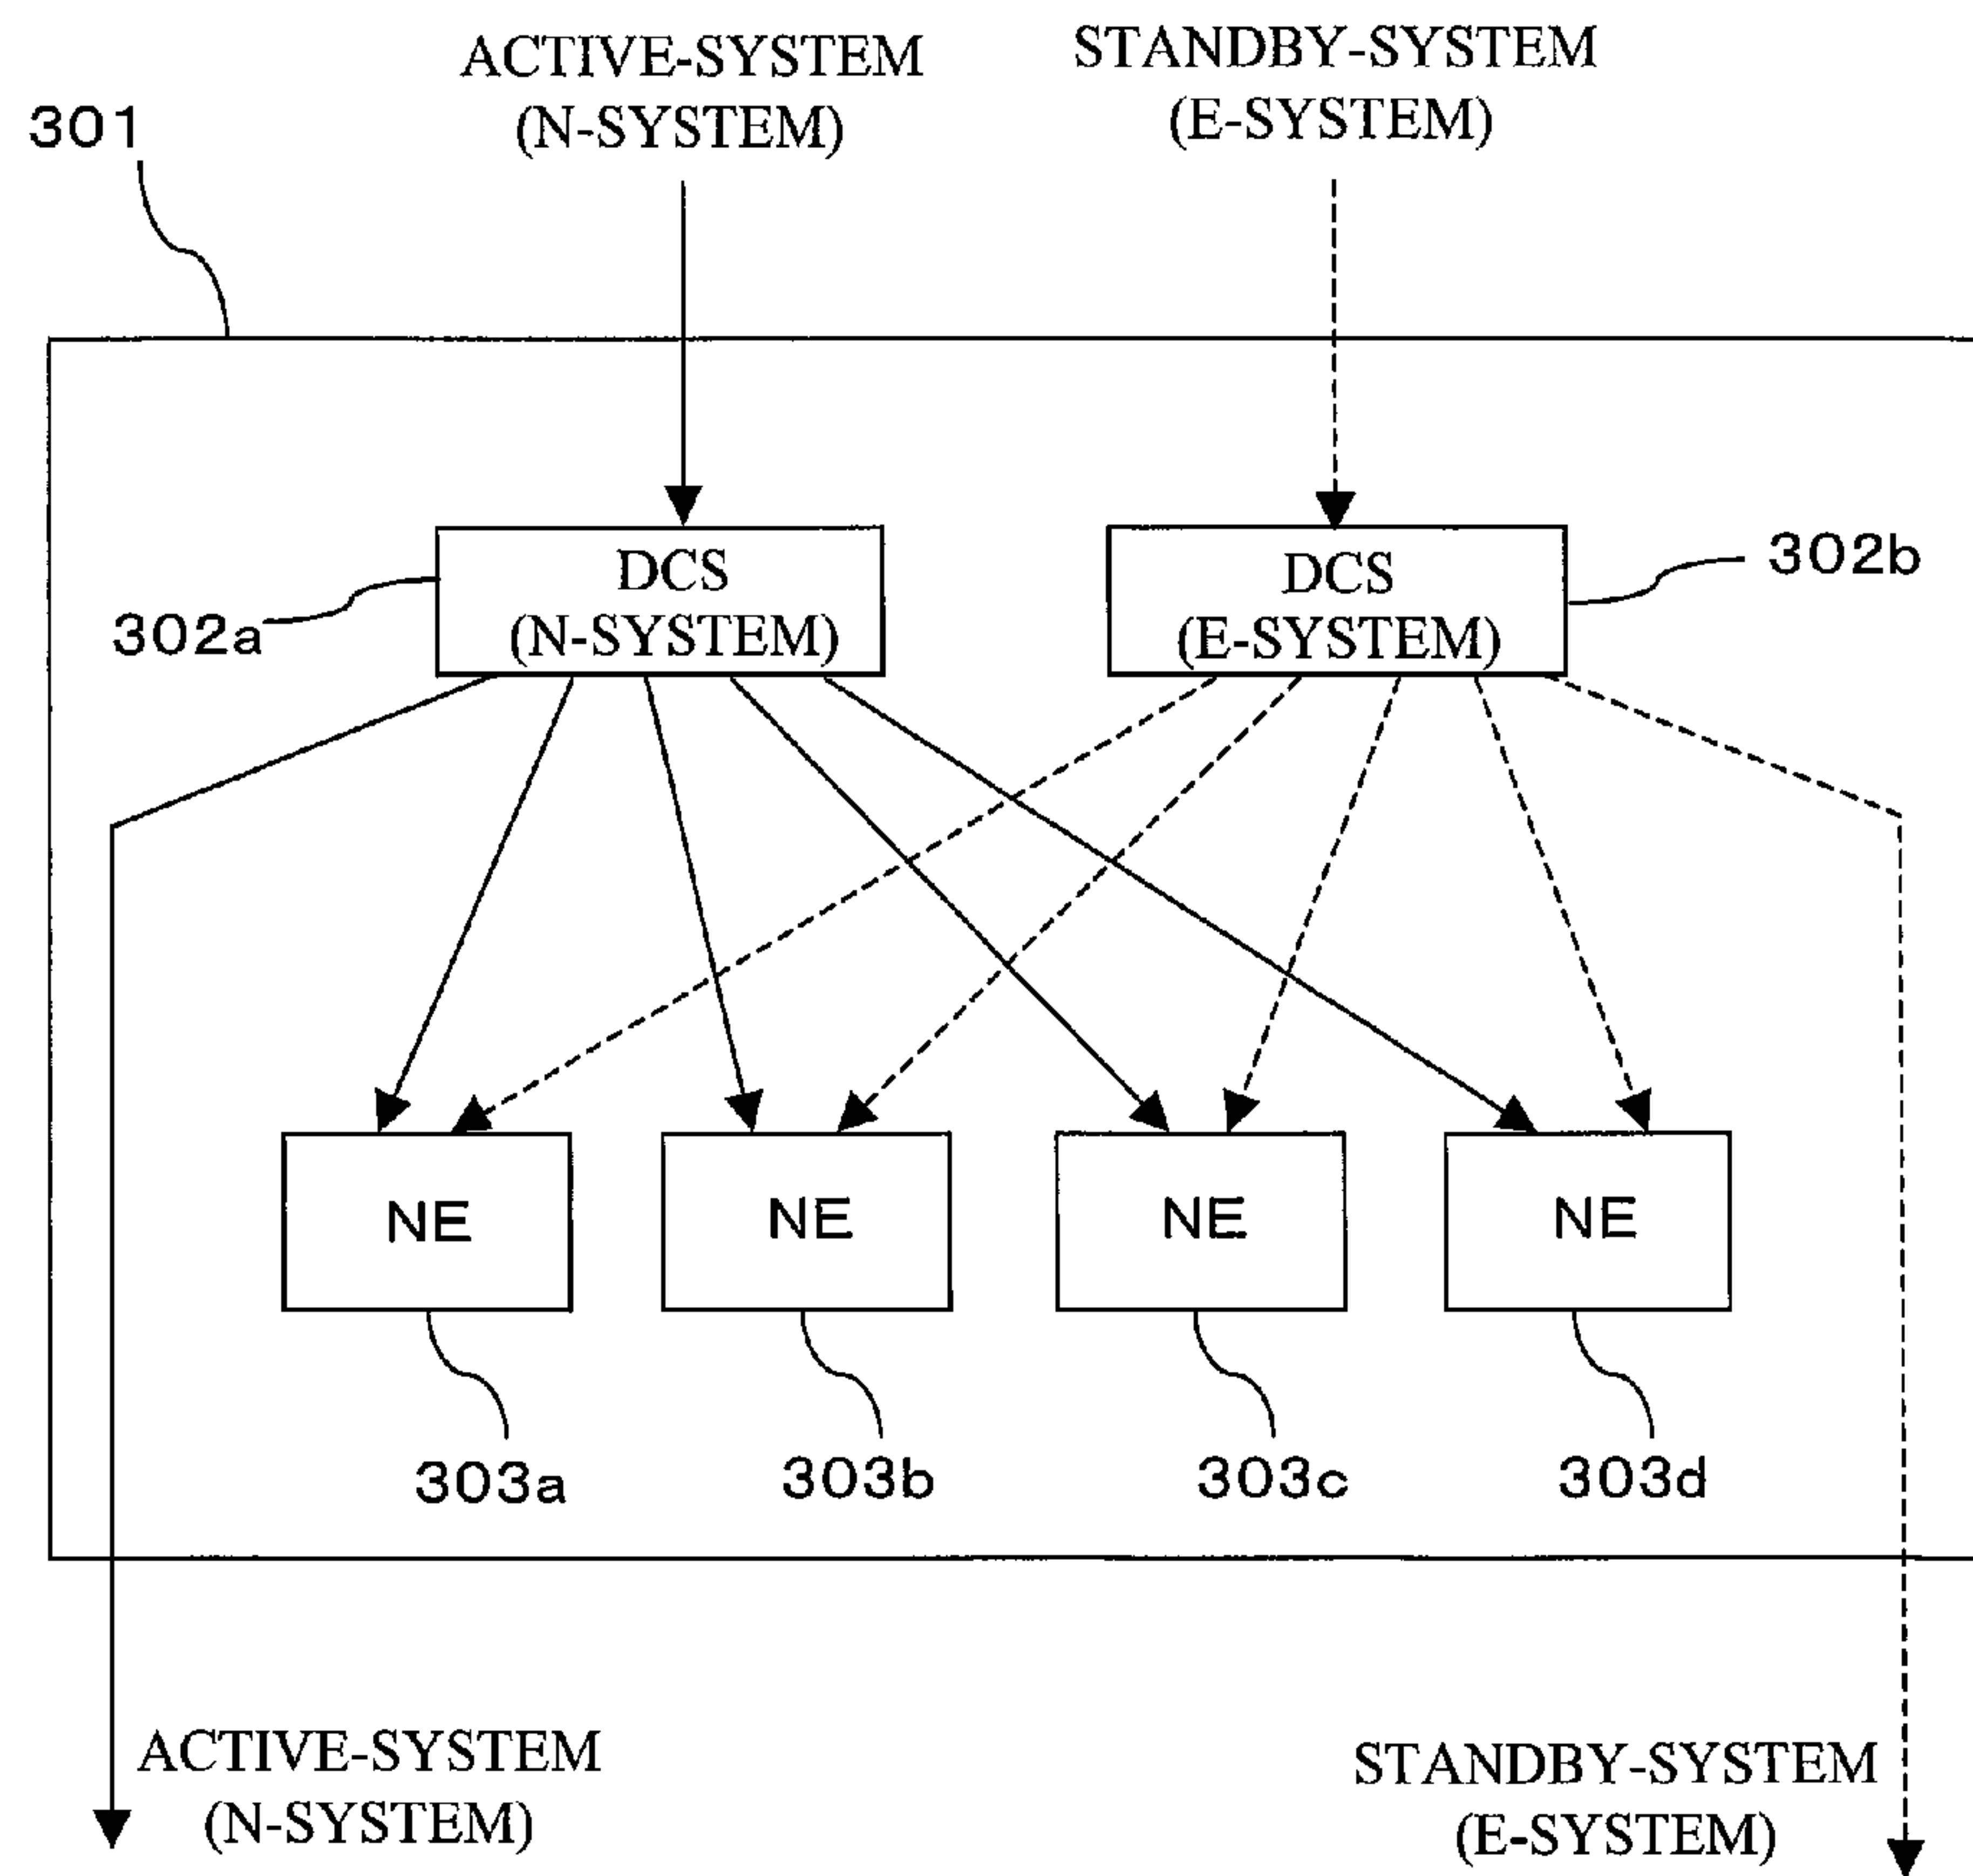 ACTIVE-SYSTEM
(N-SYSTEM)
STANDBY-SYSTEM
(E-SYSTEM)
301
DCS
(N-SYSTEM)
302a
DCS
(E-SYSTEM)
302b
NE
NE
NE
NE
303a
303b
303c
303d
ACTIVE-SYSTEM
(N-SYSTEM)
STANDBY-SYSTEM
(E-SYSTEM)